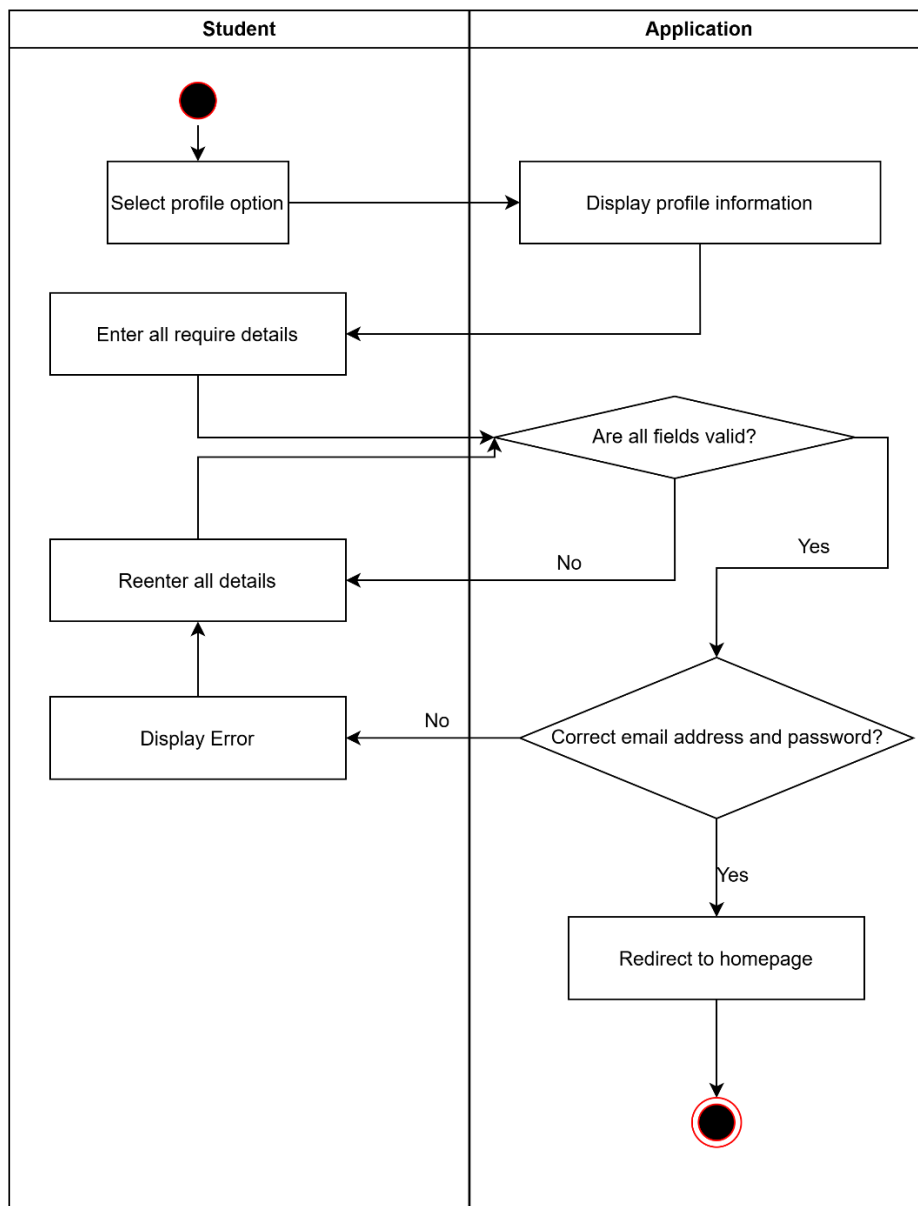 Student
Application
Select profile option
Display profile information
Enter all require details
Are all fields valid?
Yes
No
Reenter all details
No
Display Error
Correct email address and password?
Yes
Redirect to homepage